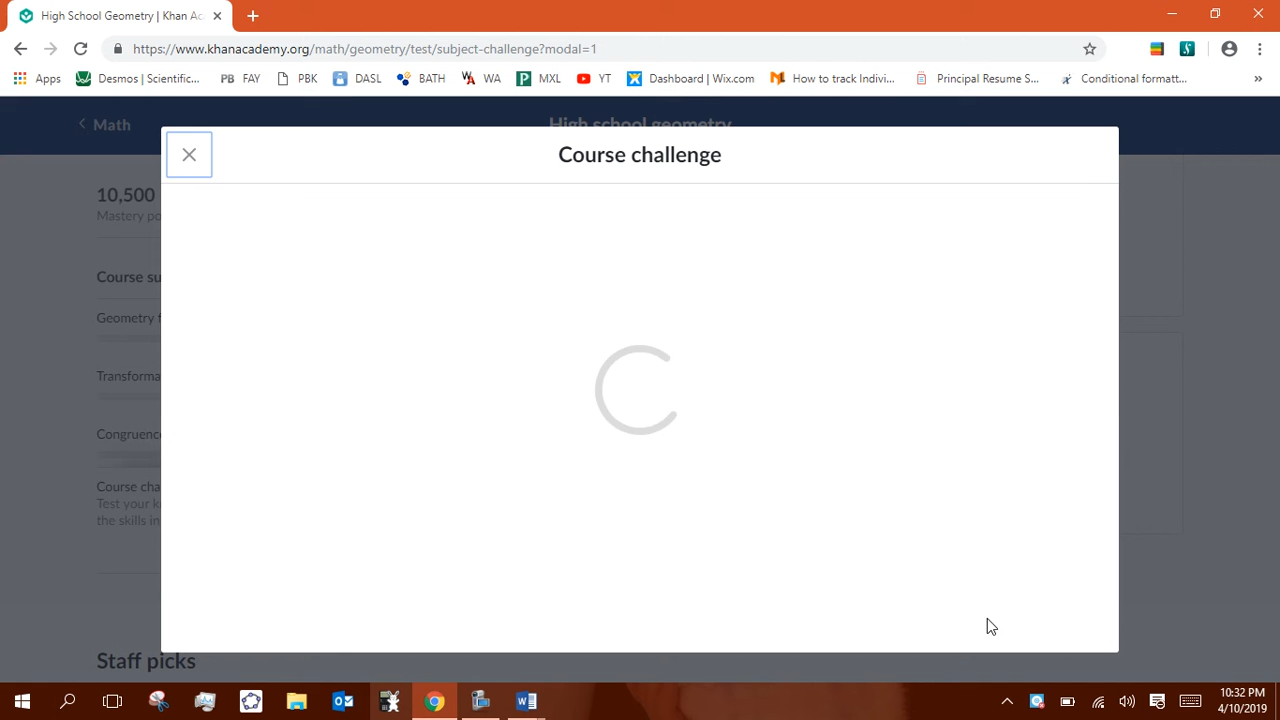 High School Geometry | Khan Ac
https://www.khanacademy.org/math/geometry/test/subject-challenge?modal=1
Apps Desmos | Scientific... PB FAY PBK DASL BATH WA MXL YT Dashboard | Wix.com How to track Indivi... Principal Resume S... Conditional formatt... »
Math
High school geometry
Course challenge
10,500
Mastery po
Course su
Geometry f
Transforma
Congruence
Course cha
Test your k
the skills in
Staff picks
10:32 PM
4/10/2019